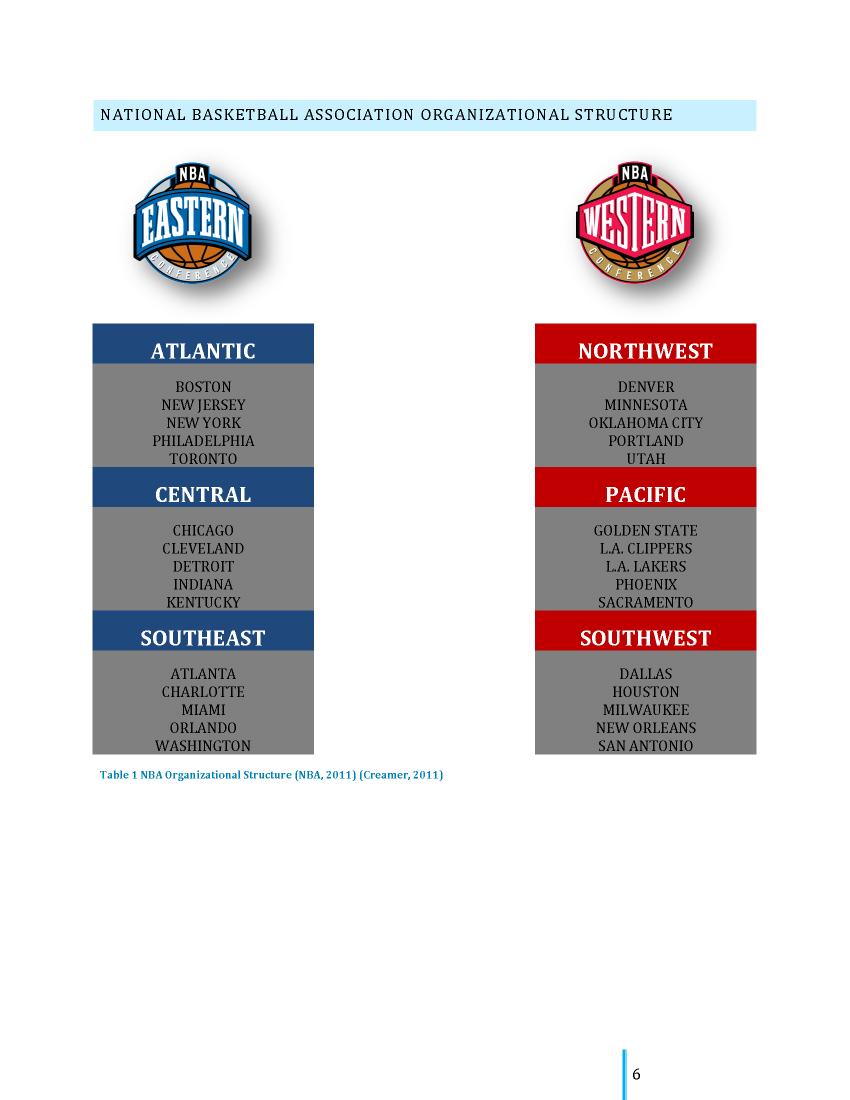 NATIONAL BASKETBALL ASSOCIATION ORGANIZATIONAL STRUCTURE
NBA
EASTERN
CONFERENCE
ATLANTIC
BOSTON
NEW JERSEY
NEW YORK
PHILADELPHIA
TORONTO
CENTRAL
CHICAGO
CLEVELAND
DETROIT
INDIANA
KENTUCKY
SOUTHEAST
ATLANTA
CHARLOTTE
MIAMI
ORLANDO
WASHINGTON
NBA
WESTERN
CONFERENCE
NORTHWEST
DENVER
MINNESOTA
OKLAHOMA CITY
PORTLAND
UTAH
PACIFIC
GOLDEN STATE
L.A. CLIPPERS
L.A. LAKERS
PHOENIX
SACRAMENTO
SOUTHWEST
DALLAS
HOUSTON
MILWAUKEE
NEW ORLEANS
SAN ANTONIO
Table 1 NBA Organizational Structure (NBA, 2011) (Creamer, 2011)
6